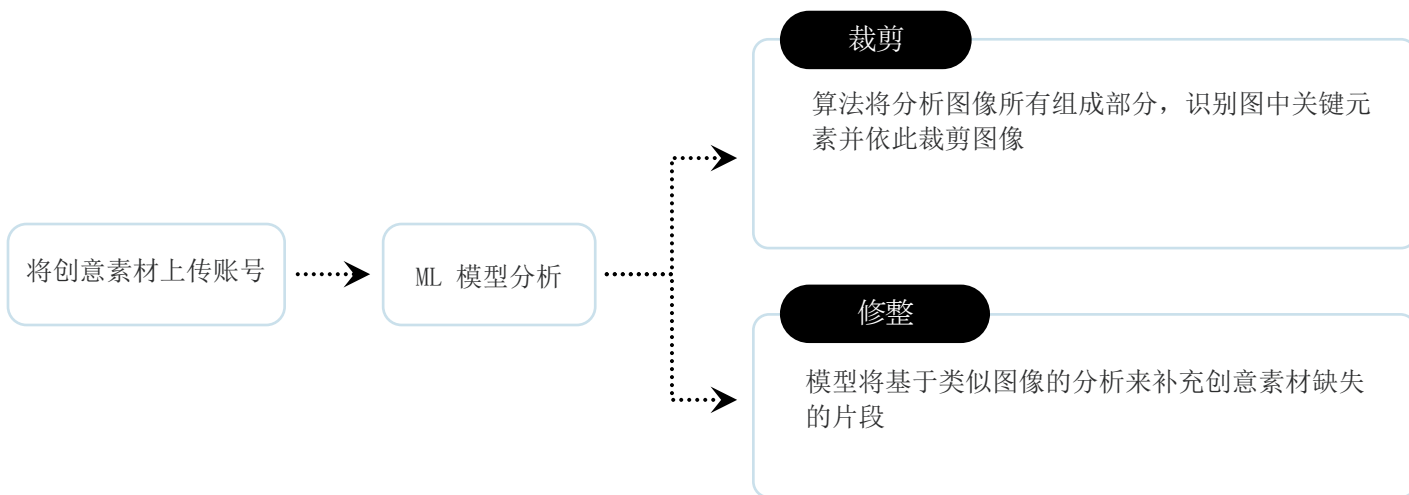 将创意素材上传账号
ML 模型分析
裁剪
算法将分析图像所有组成部分，识别图中关键元
素并依此裁剪图像
修整
模型将基于类似图像的分析来补充创意素材缺失
的片段